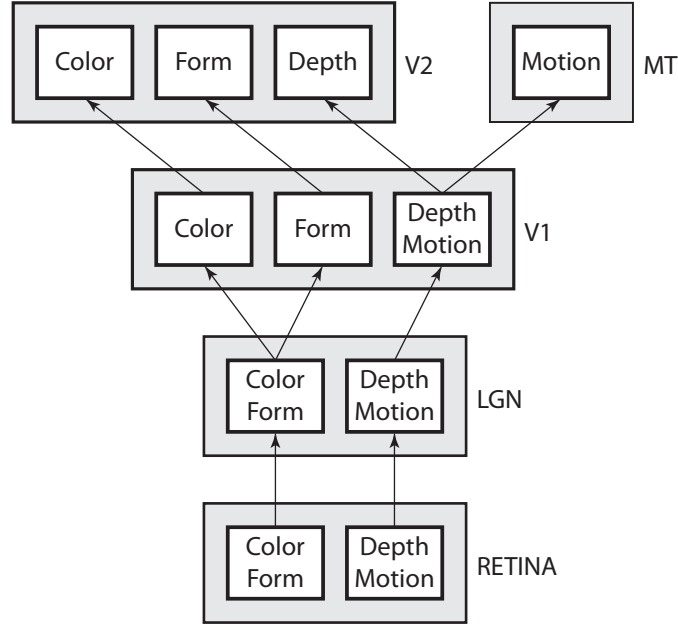 Color
Form
Depth
V2
Motion
MT
Color
Form
Depth
Motion
V1
Color
Form
Depth
Motion
LGN
Color
Form
Depth
Motion
RETINA